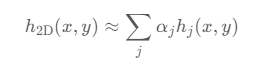 h_{2D}(x, y) ≈ ∑_j α_j h_j(x, y)